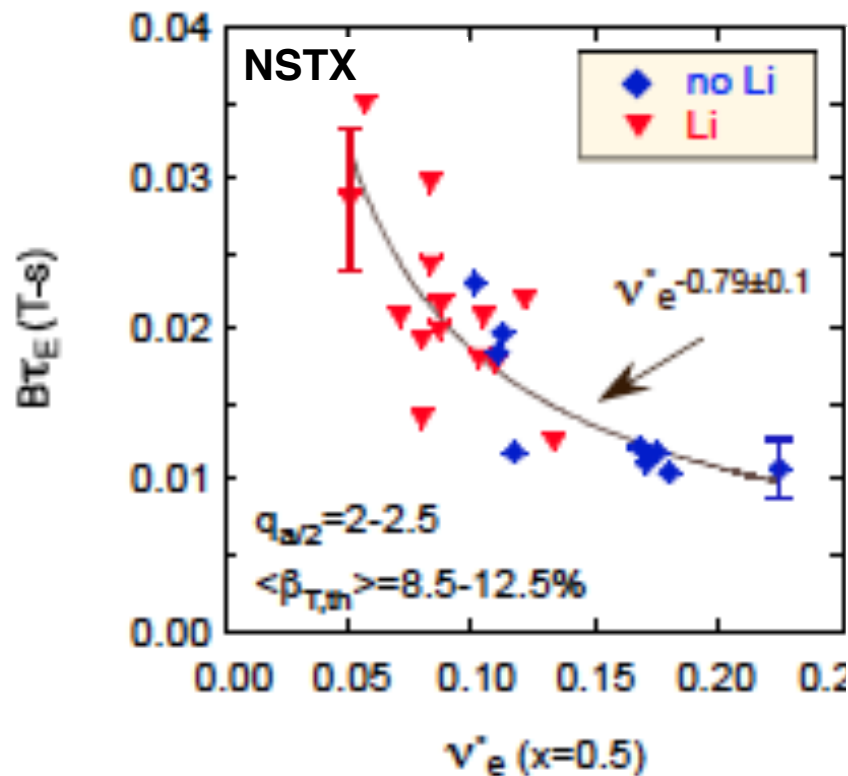 0.04
NSTX
no Li
Li
0.03
ν*e-0.79±0.1
BτE (T-s)
0.02
0.01
qa/2=2-2.5
<βT,th>=8.5-12.5%
0.00
0.00 0.05 0.10 0.15 0.20 0.2
ν*e (x=0.5)